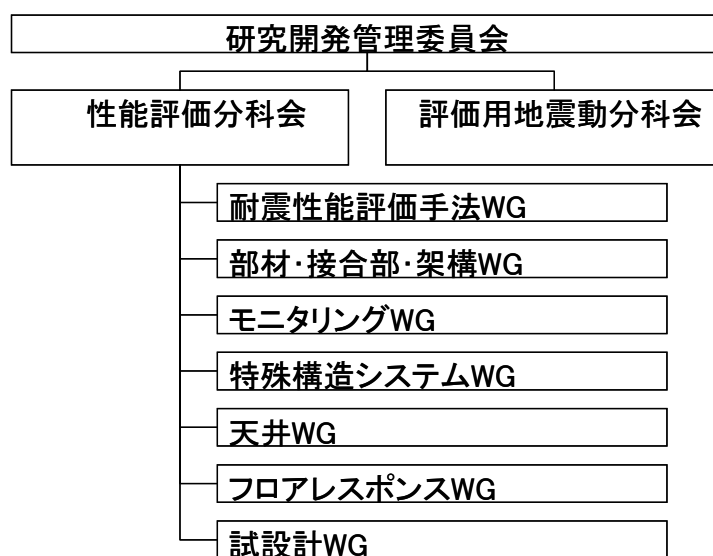 研究開発管理委員会
性能評価分科会
評価用地震動分科会
耐震性能評価手法WG
部材・接合部・架構WG
モニタリングWG
特殊構造システムWG
天井WG
フロアレスポンスWG
試設計WG